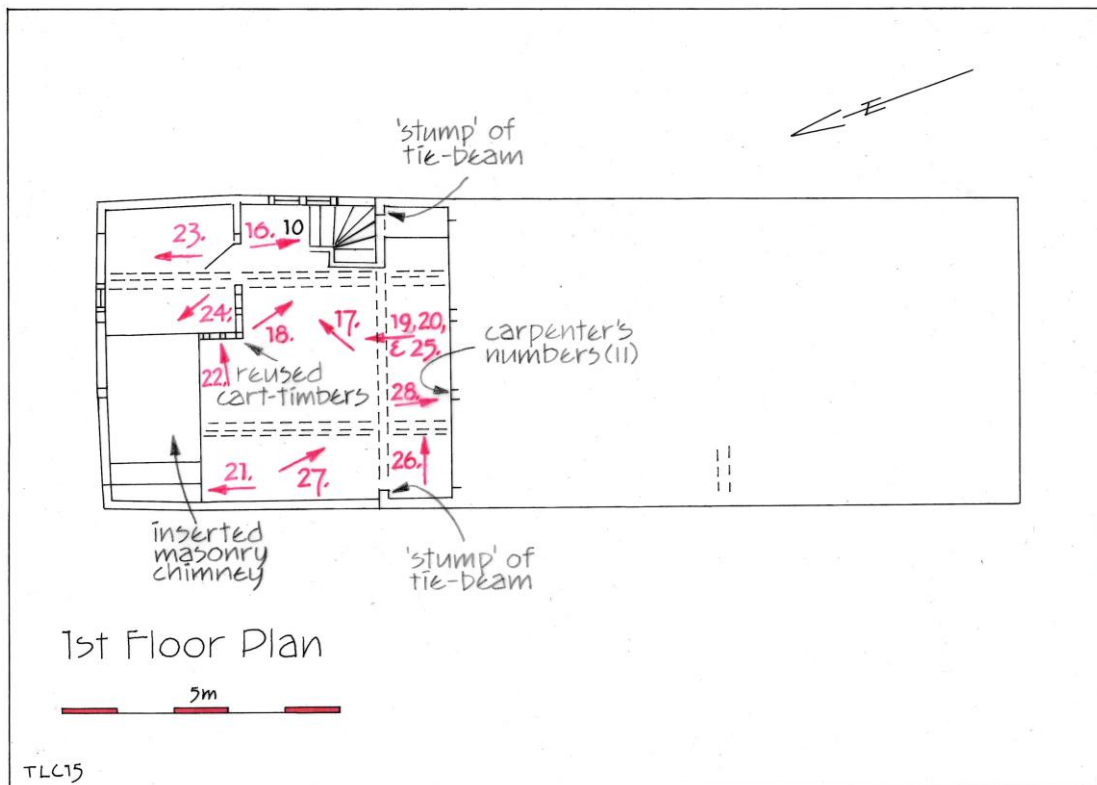 N
'stump' of
tie-beam
23.
16.
10
24.
18.
17.
19, 20,
& 25.
carpenter's
numbers (11)
22.
reused
cart-timbers
28.
21.
27.
26.
inserted
masonry
chimney
'stump' of
tie-beam
1st Floor Plan
5m
TLC15